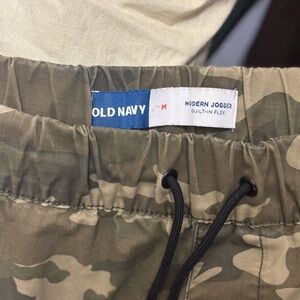 OLD NAVY
M
MODERN JOGGER
BUILT-IN FLEX